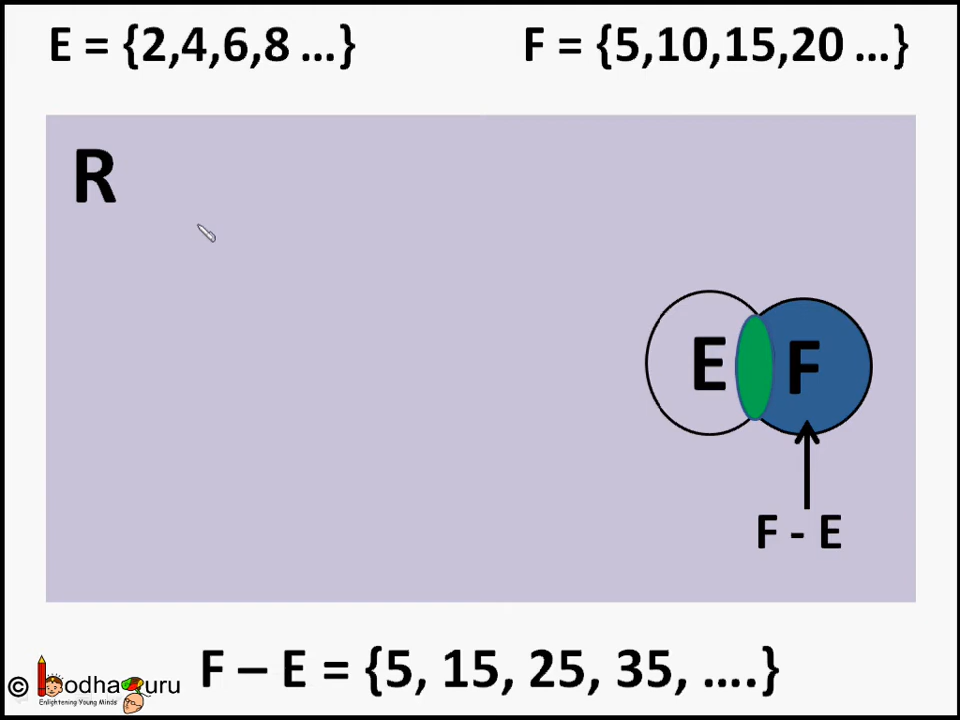 E = {2,4,6,8 ...} F = {5,10,15,20 ...}
R
E F
F - E
F – E = {5, 15, 25, 35, ....}
© BodhaGuru
Enlightening Young Minds